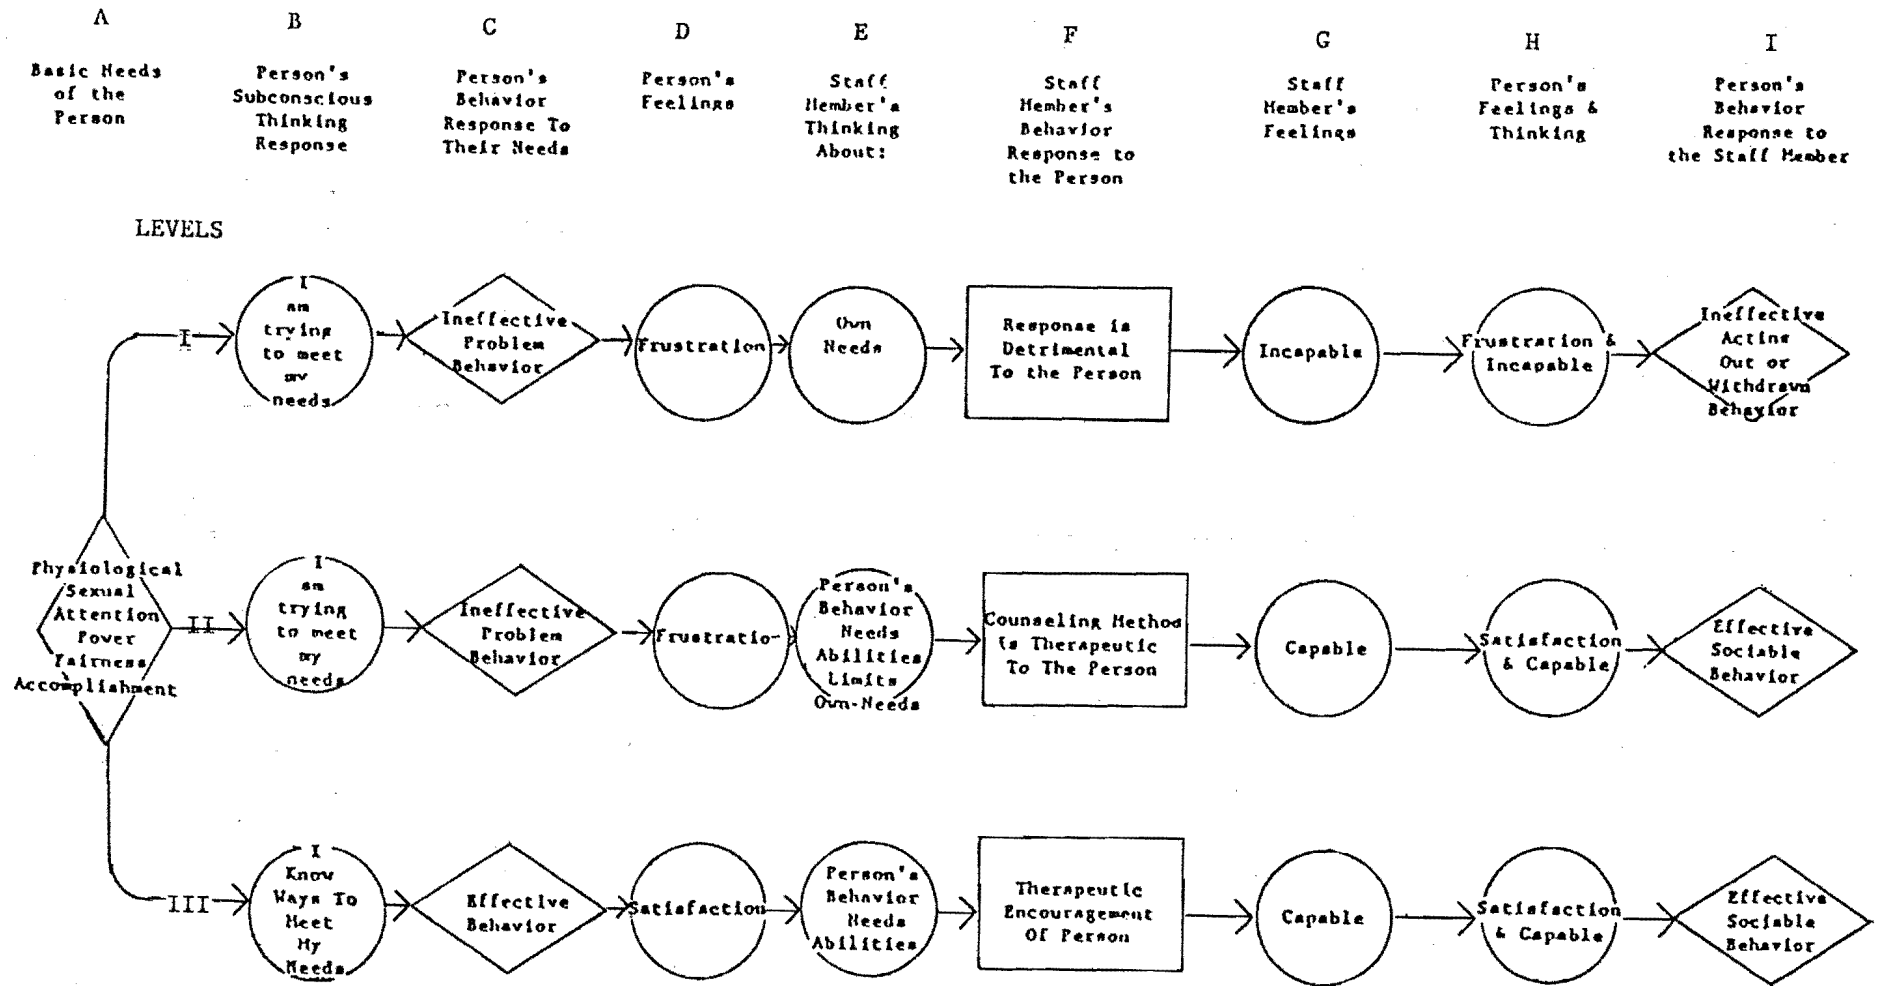 A
B
C
D
E
F
G
H
I
Basic Needs
of the
Person
Person's
Subconscious
Thinking
Response
Person's
Behavior
Response To
Their Needs
Person's
Feelings
Staff
Member's
Thinking
About:
Staff
Member's
Behavior
Response to
the Person
Staff
Member's
Feelings
Person's
Feelings &
Thinking
Person's
Behavior
Response to
the Staff Member
LEVELS
I
I
am
trying
to meet
my
needs
Ineffective
Problem
Behavior
Frustration
Own
Needs
Response is
Detrimental
To the Person
Incapable
Frustration &
Incapable
Ineffective
Acting
Out or
Withdrawn
Behavior
Physiological
Sexual
Attention
Power
Fairness
Accomplishment
II
I
am
trying
to meet
my
needs
Ineffective
Problem
Behavior
Frustratio-
Person's
Behavior
Needs
Abilities
Limits
Own-Needs
Counseling Method
Is Therapeutic
To The Person
Capable
Satisfaction
& Capable
Effective
Sociable
Behavior
III
I
Know
Ways To
Meet
My
Needs
Effective
Behavior
Satisfaction
Person's
Behavior
Needs
Abilities
Therapeutic
Encouragement
Of Person
Capable
Satisfaction
& Capable
Effective
Sociable
Behavior